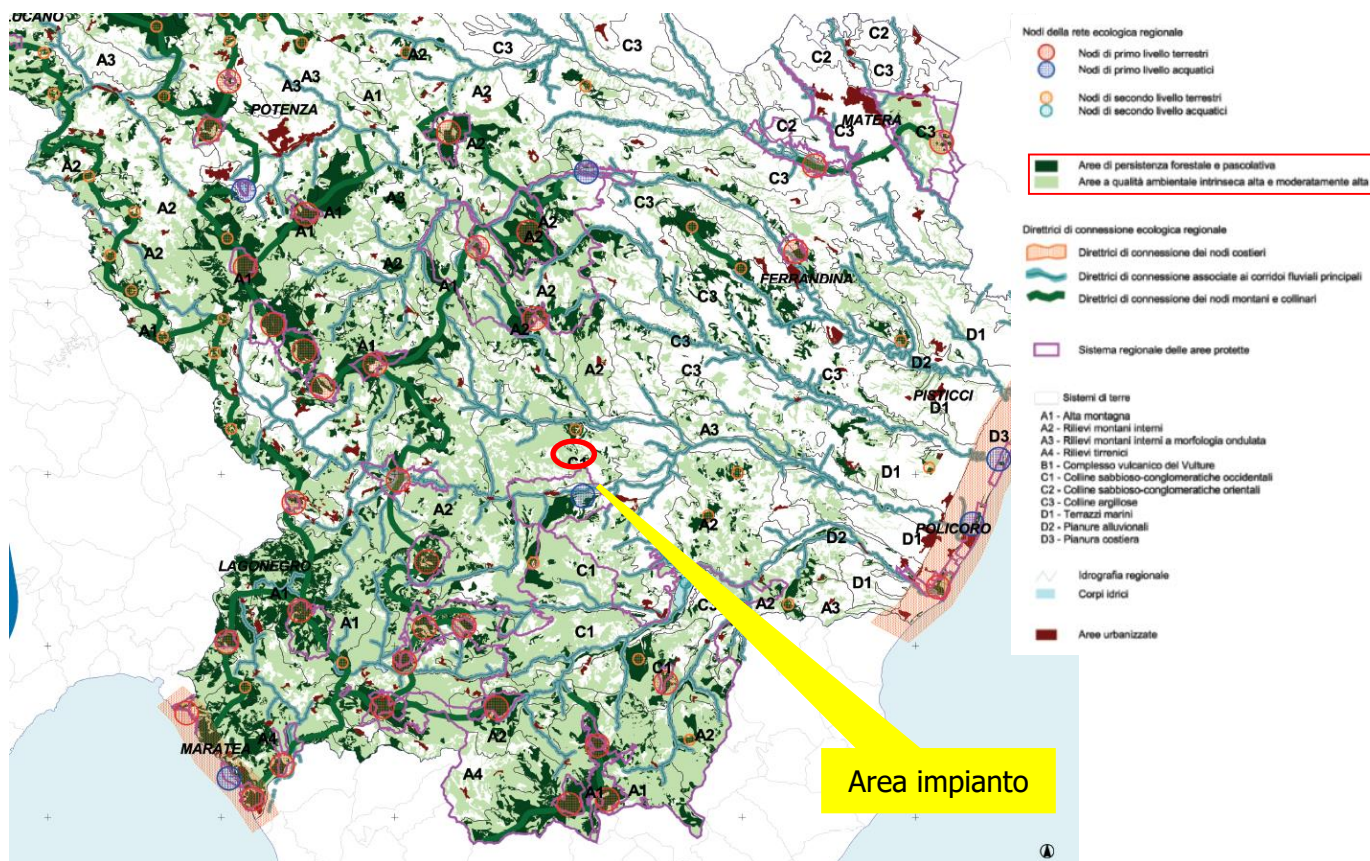 LUCANO
A3
A2
C3
C3
C2
C2
C3
A3
A3
A1
A2
POTENZA
MATERA
C2
C3
C3
A2
C3
A2
A2
A1
A3
C3
A2
A2
A2
A2
A1
A1
A2
FERRANDINA
C3
A2
D1
A1
A1
C3
D2
A2
C3
C3
PISTICCI
D1
A3
D3
C1
D1
A2
A2
POLICORO
D1
D2
LAGONEGRO
C1
D1
C3
A2
A3
A1
A1
C1
C1
A2
A2
MARATEA
A4
A4
A1
A1
Area impianto
Nodi della rete ecologica regionale
Nodi di primo livello terrestri
Nodi di primo livello acquatici
Nodi di secondo livello terrestri
Nodi di secondo livello acquatici
Aree di persistenza forestale e pascolativa
Aree a qualità ambientale intrinseca alta e moderatamente alta
Direttrici di connessione ecologica regionale
Direttrici di connessione dei nodi costieri
Direttrici di connessione associate ai corridoi fluviali principali
Direttrici di connessione dei nodi montani e collinari
Sistema regionale delle aree protette
Sistemi di terre
A1 - Alta montagna
A2 - Rilievi montani interni
A3 - Rilievi montani interni a morfologia ondulata
A4 - Rilievi tirrenici
B1 - Complesso vulcanico del Vulture
C1 - Colline sabbioso-conglomeratiche occidentali
C2 - Colline sabbioso-conglomeratiche orientali
C3 - Colline argillose
D1 - Terrazzi marini
D2 - Pianure alluvionali
D3 - Pianura costiera
Idrografia regionale
Corpi idrici
Aree urbanizzate